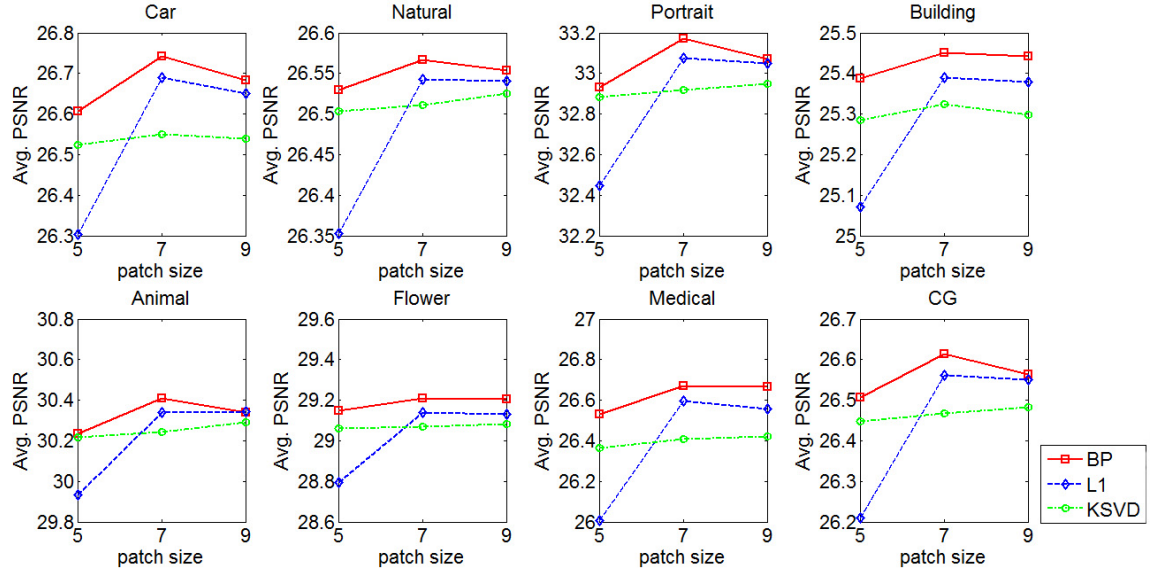 Car
Avg. PSNR
26.8
26.7
26.6
26.5
26.4
26.3
5 7 9
patch size
Natural
Avg. PSNR
26.6
26.55
26.5
26.45
26.4
26.35
5 7 9
patch size
Portrait
Avg. PSNR
33.2
33
32.8
32.6
32.4
32.2
5 7 9
patch size
Building
Avg. PSNR
25.5
25.4
25.3
25.2
25.1
25
5 7 9
patch size
Animal
Avg. PSNR
30.8
30.6
30.4
30.2
30
29.8
5 7 9
patch size
Flower
Avg. PSNR
29.6
29.4
29.2
29
28.8
28.6
5 7 9
patch size
Medical
Avg. PSNR
27
26.8
26.6
26.4
26.2
26
5 7 9
patch size
CG
Avg. PSNR
26.7
26.6
26.5
26.4
26.3
26.2
5 7 9
patch size
BP
L1
KSVD